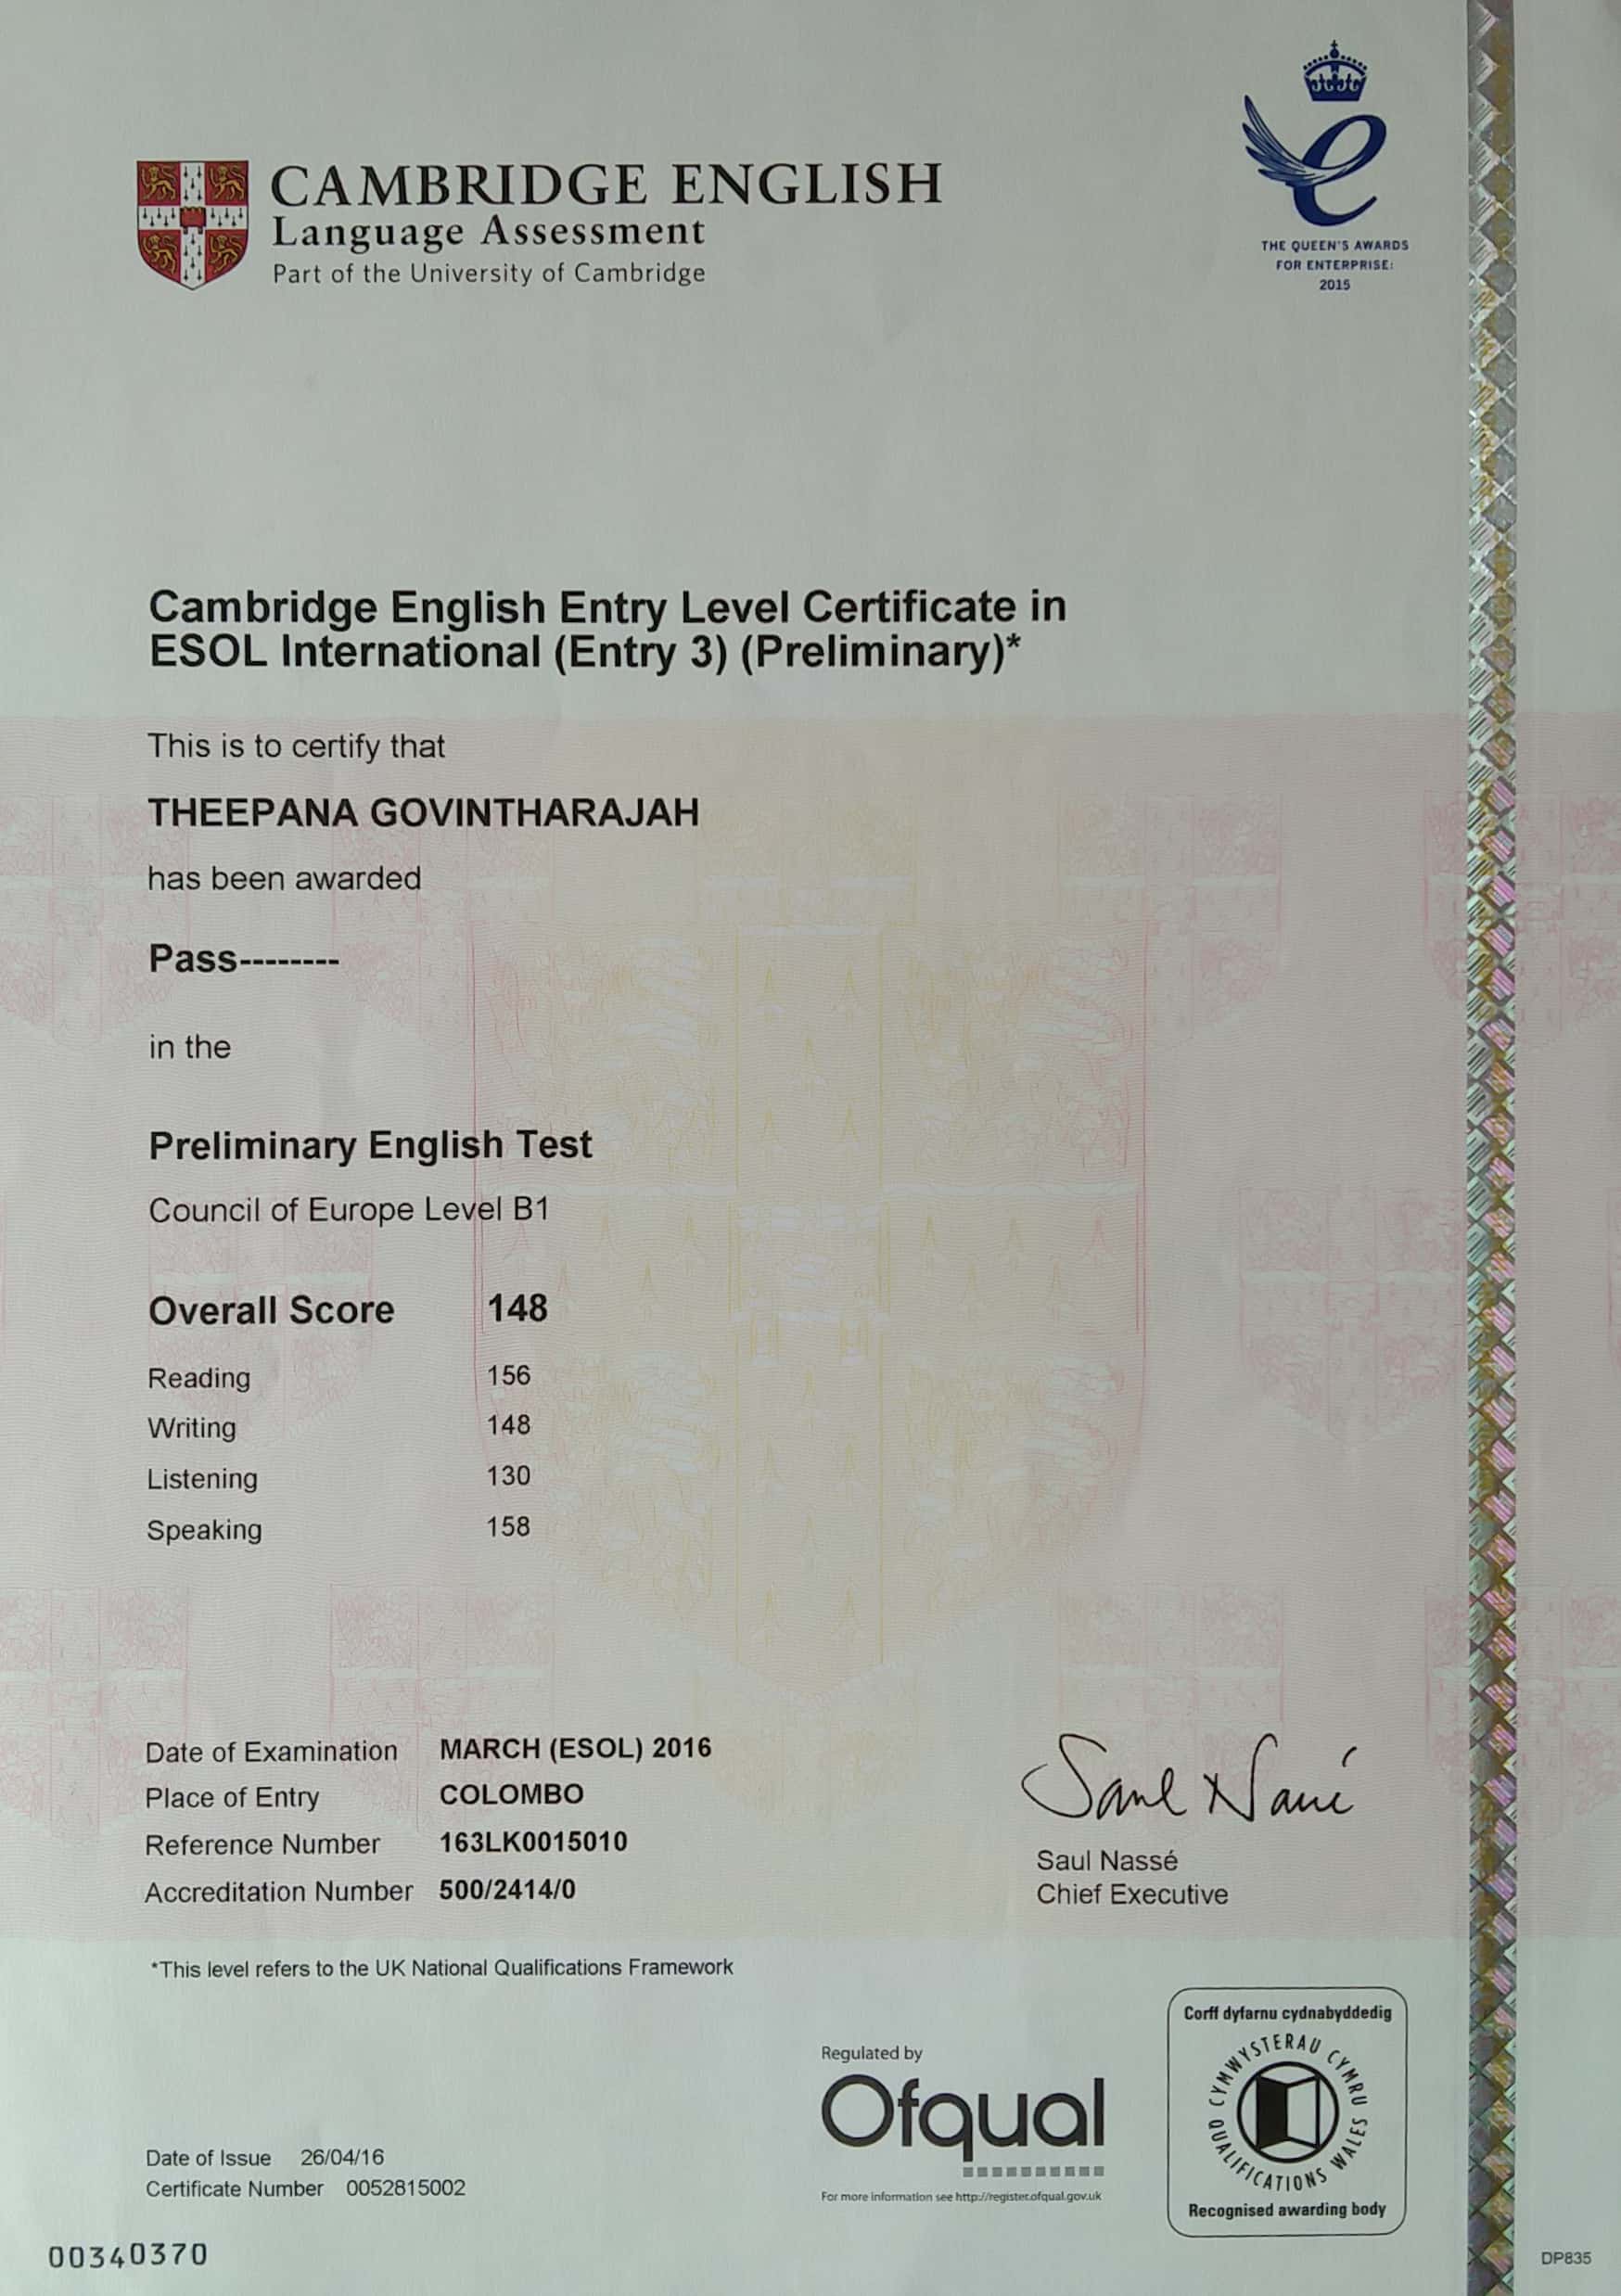 CAMBRIDGE ENGLISH
Language Assessment
Part of the University of Cambridge
THE QUEEN'S AWARDS
FOR ENTERPRISE:
2015
Cambridge English Entry Level Certificate in
ESOL International (Entry 3) (Preliminary)*
This is to certify that
THEEPANA GOVINTHARAJAH
has been awarded
Pass--------
in the
Preliminary English Test
Council of Europe Level B1
Overall Score 148
Reading 156
Writing 148
Listening 130
Speaking 158
Date of Examination MARCH (ESOL) 2016
Place of Entry COLOMBO
Reference Number 163LK0015010
Accreditation Number 500/2414/0
Saul Nassé
Saul Nassé
Chief Executive
*This level refers to the UK National Qualifications Framework
Regulated by
Ofqual
For more information see http://register.ofqual.gov.uk
Corff dyfarnu cydnabyddedig
CYMWYSTERAU CYMRU
QUALIFICATIONS WALES
Recognised awarding body
Date of Issue 26/04/16
Certificate Number 0052815002
00340370
DP835